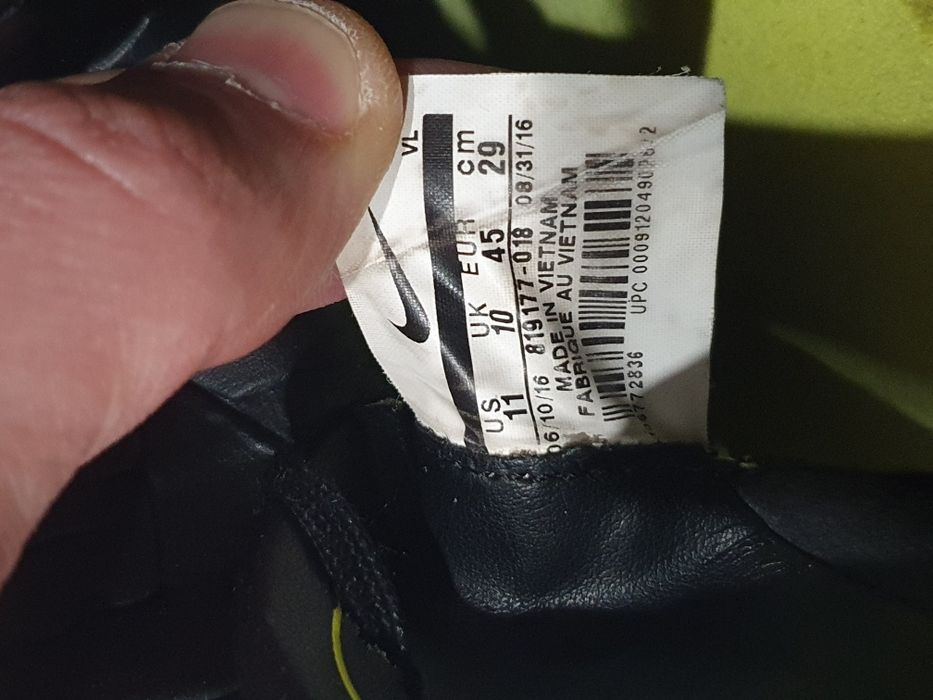 VL
US UK EUR cm
11 10 45 29
06/10/16 819177-018 08/31/16
MADE IN VIETNAM
FABRIQUE AU VIETNAM
UPC